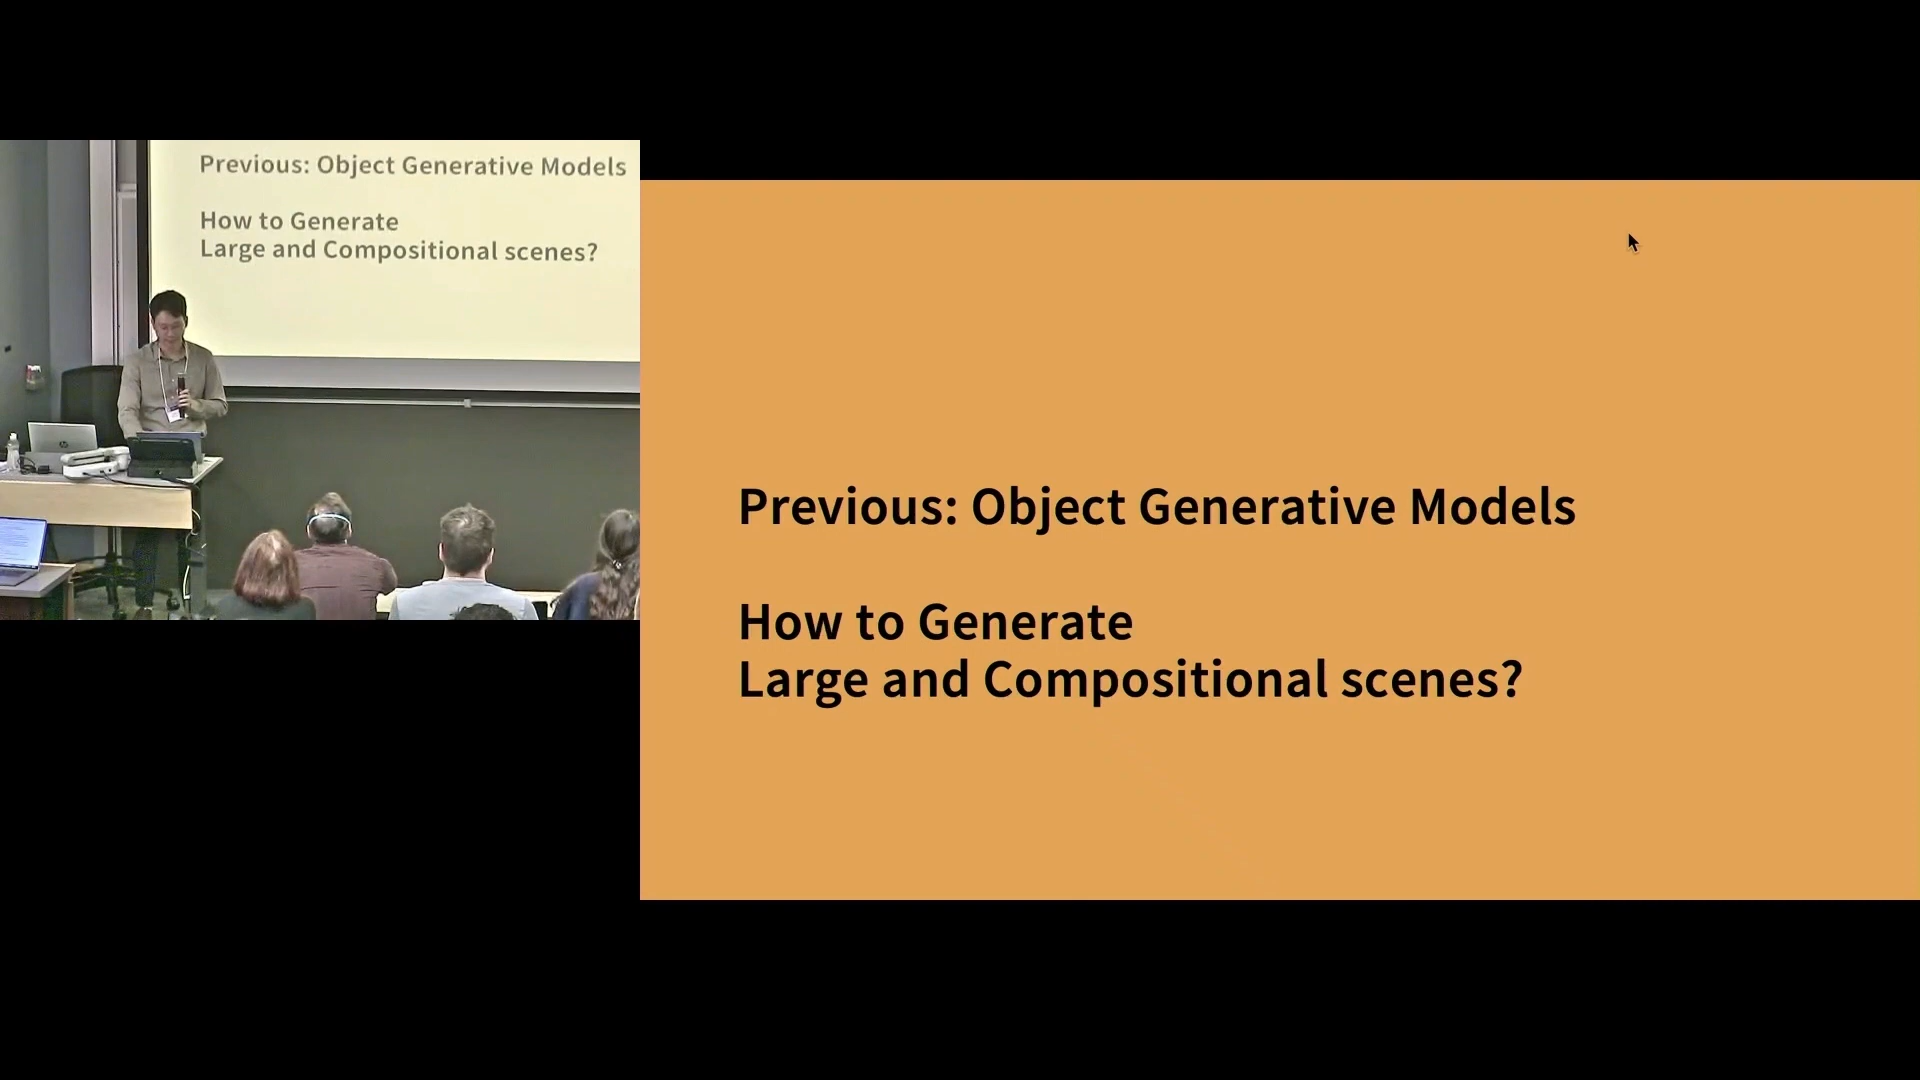 Previous: Object Generative Models
How to Generate
Large and Compositional scenes?
Previous: Object Generative Models
How to Generate
Large and Compositional scenes?